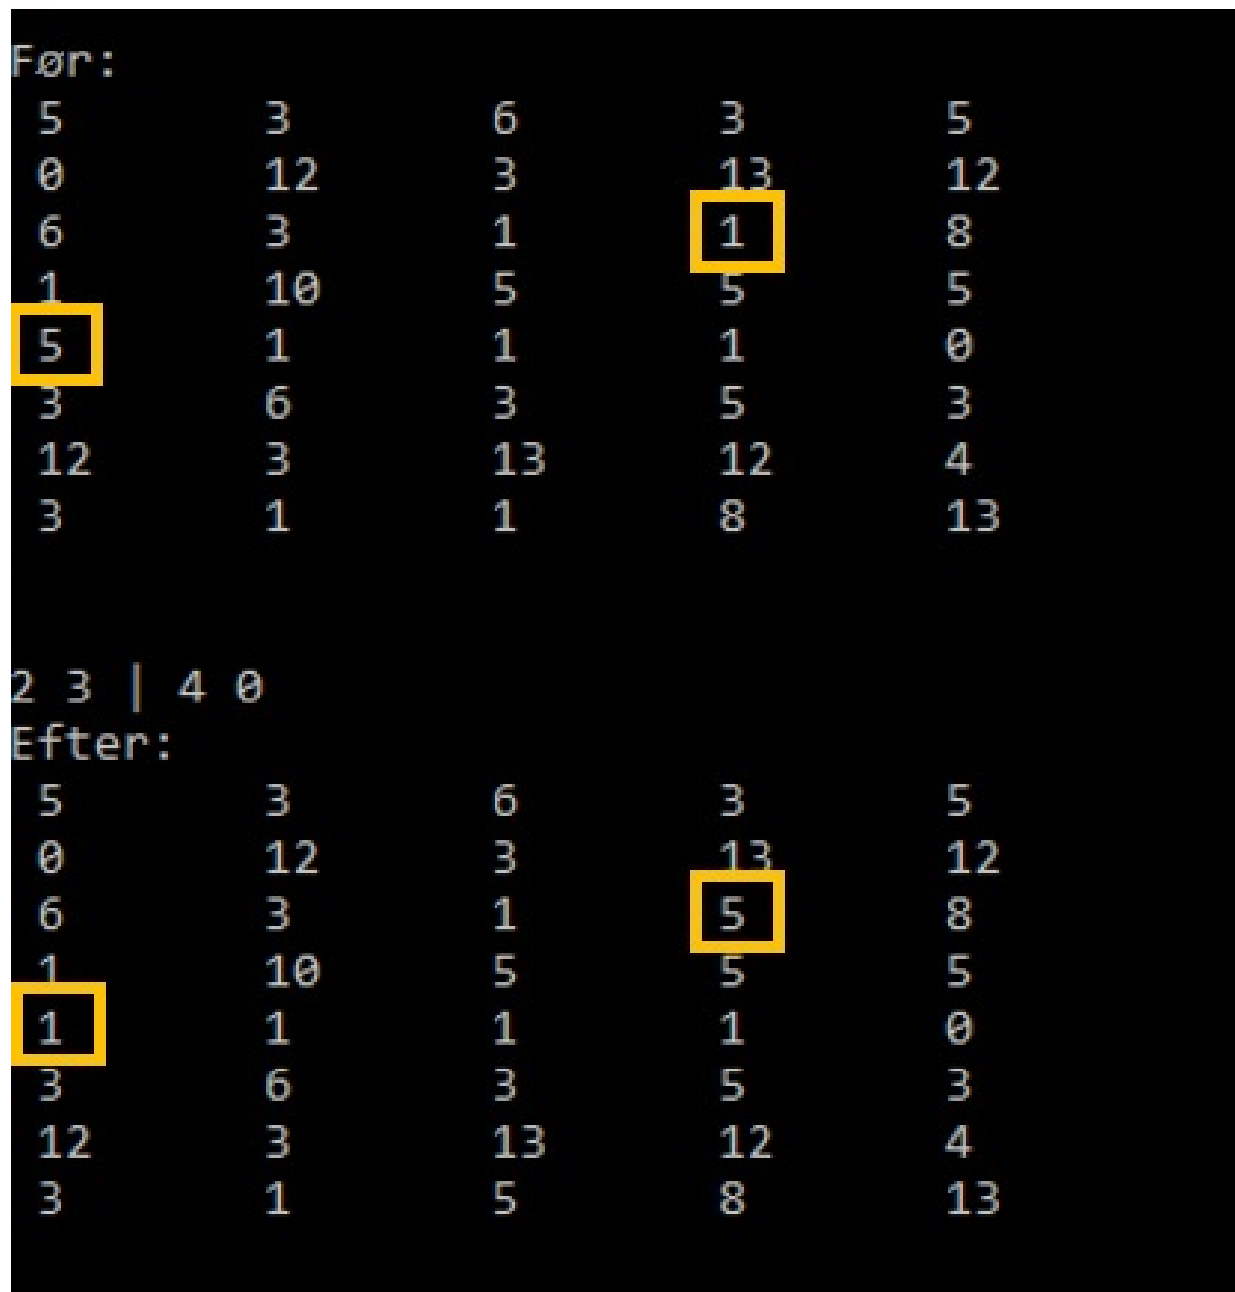 Før:
5 3 6 3 5
0 12 3 13 12
6 3 1 1 8
1 10 5 5 5
5 1 1 1 0
3 6 3 5 3
12 3 13 12 4
3 1 1 8 13
2 3 | 4 0
Efter:
5 3 6 3 5
0 12 3 13 12
6 3 1 5 8
1 10 5 5 5
1 1 1 1 0
3 6 3 5 3
12 3 13 12 4
3 1 5 8 13